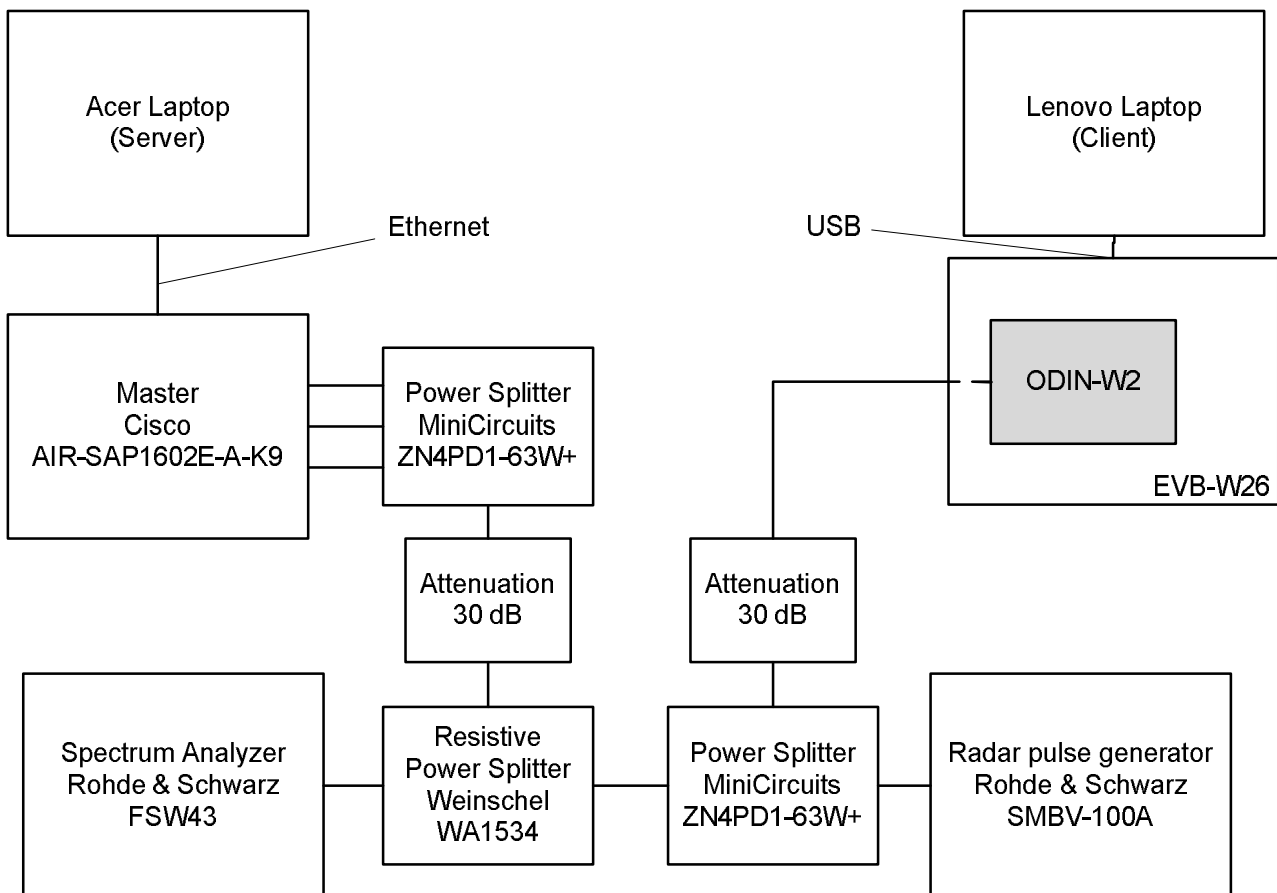 Acer Laptop
(Server)
Lenovo Laptop
(Client)
Ethernet
USB
Master
Cisco
AIR-SAP1602E-A-K9
Power Splitter
MiniCircuits
ZN4PD1-63W+
ODIN-W2
EVB-W26
Attenuation
30 dB
Attenuation
30 dB
Spectrum Analyzer
Rohde & Schwarz
FSW43
Resistive
Power Splitter
Weinschel
WA1534
Power Splitter
MiniCircuits
ZN4PD1-63W+
Radar pulse generator
Rohde & Schwarz
SMBV-100A